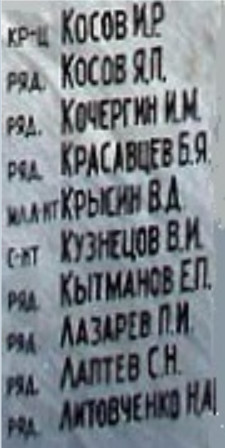 КР-Ц КОСОВ И.Р.
РЯД. КОСОВ Я.П.
РЯД. КОЧЕРГИН И.М.
РЯД. КРАСАВЦЕВ Б.Я.
МЛ.Л-НТ КРЫСИН В.Д.
С-НТ КУЗНЕЦОВ В.И.
РЯД. КЫТМАНОВ Е.П.
РЯД. ЛАЗАРЕВ П.И.
РЯД. ЛАПТЕВ С.Н.
РЯД. ЛИТОВЧЕНКО Н.А.